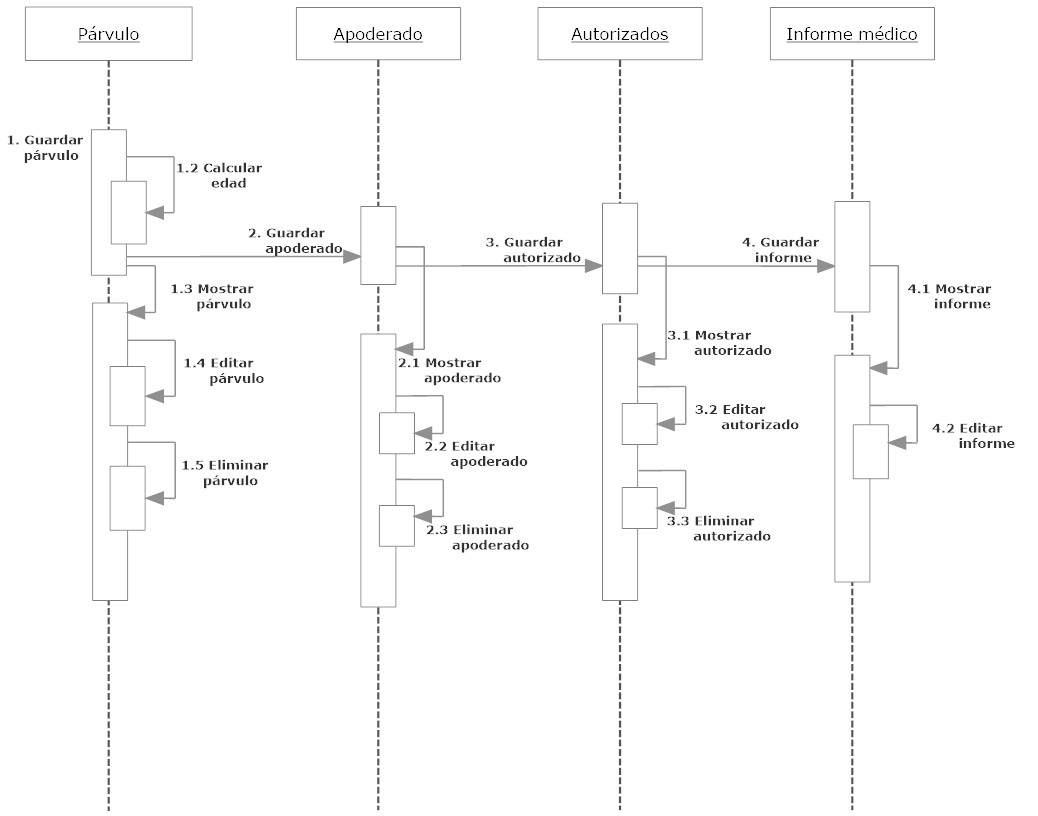 Párvulo
Apoderado
Autorizados
Informe médico
1. Guardar
párvulo
1.2 Calcular
edad
2. Guardar
apoderado
3. Guardar
autorizado
4. Guardar
informe
1.3 Mostrar
párvulo
4.1 Mostrar
informe
3.1 Mostrar
autorizado
1.4 Editar
párvulo
2.1 Mostrar
apoderado
3.2 Editar
autorizado
4.2 Editar
informe
2.2 Editar
apoderado
1.5 Eliminar
párvulo
2.3 Eliminar
apoderado
3.3 Eliminar
autorizado